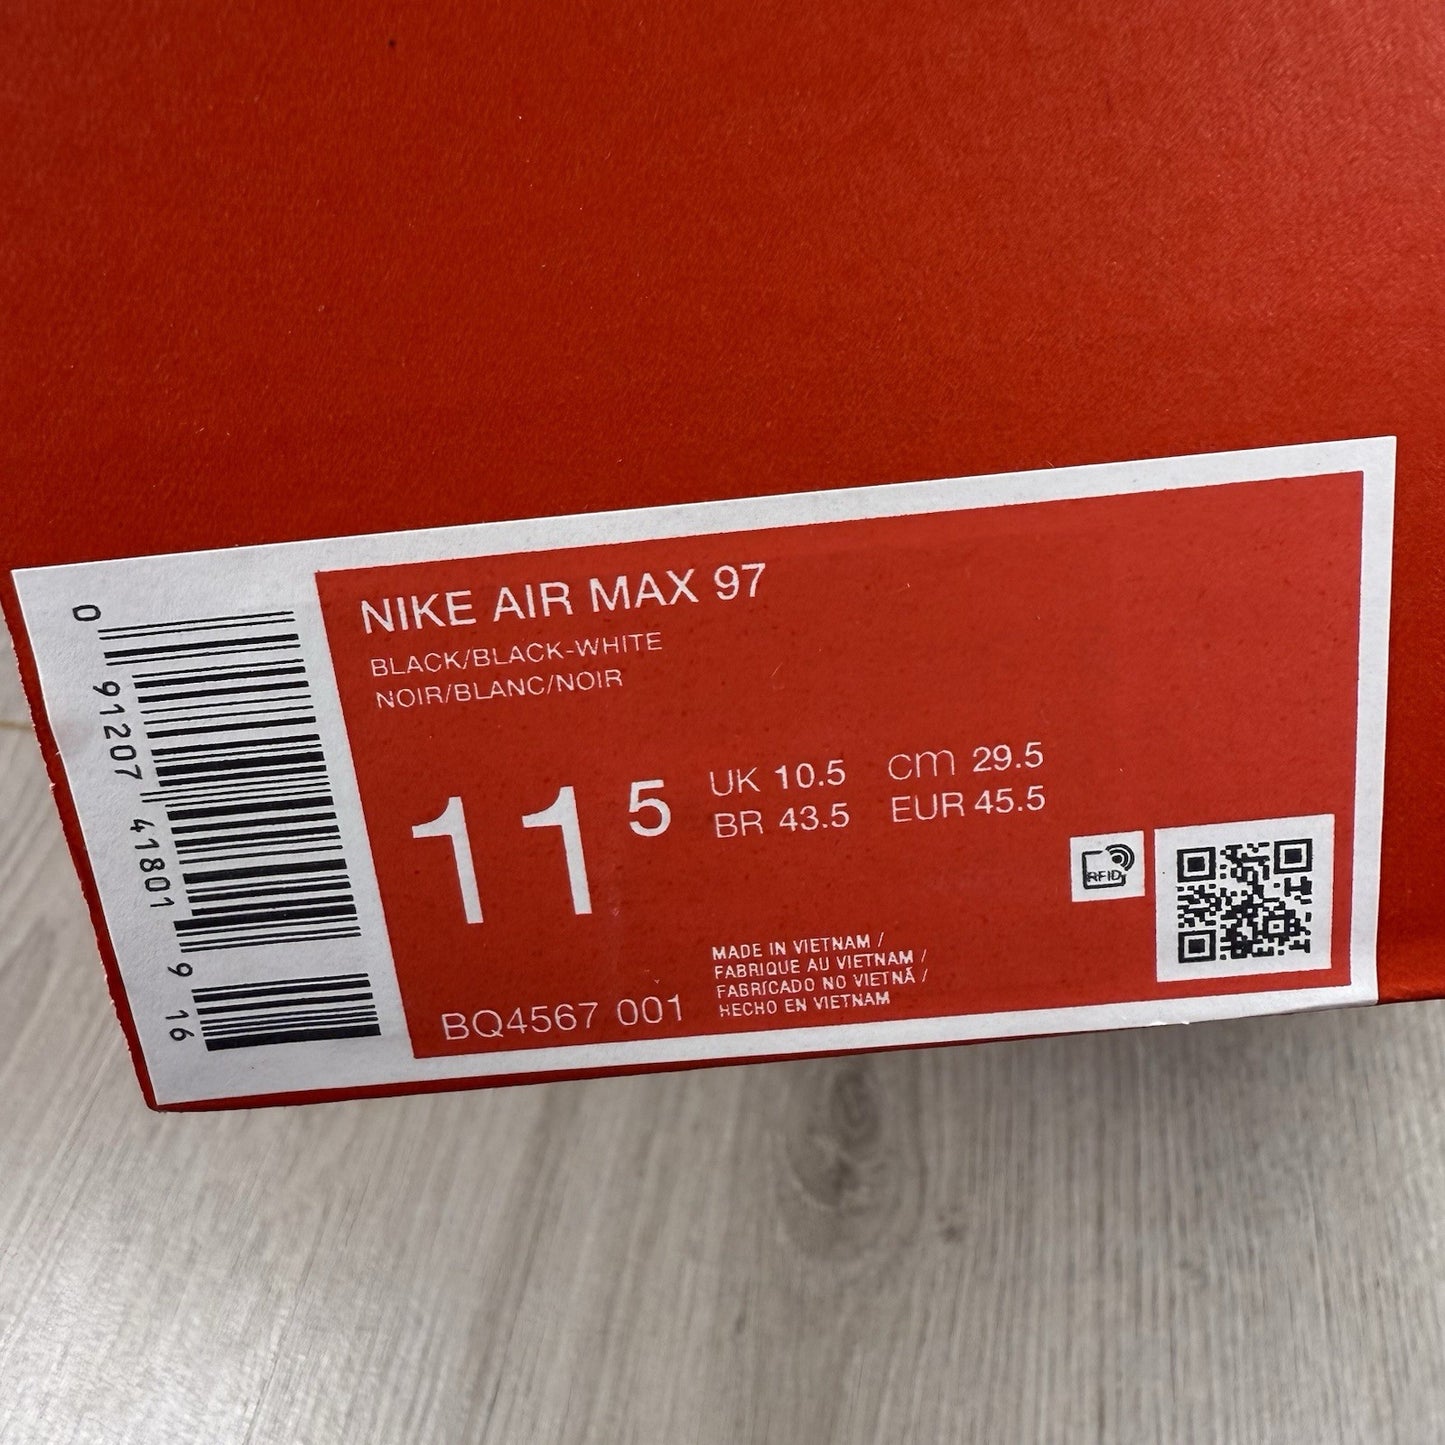 NIKE AIR MAX 97
BLACK/BLACK-WHITE
NOIR/BLANC/NOIR
11 5
UK 10.5 cm 29.5
BR 43.5 EUR 45.5
RFID
MADE IN VIETNAM /
FABRIQUE AU VIETNAM /
FABRICADO NO VIETNÃ /
HECHO EN VIETNAM
BQ4567 001
0 91207 41801 9 16